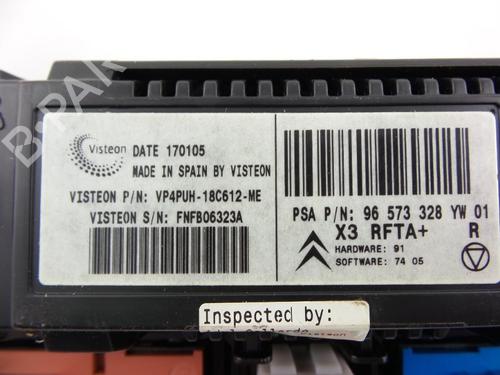 Visteon
DATE 170105
MADE IN SPAIN BY VISTEON
VISTEON P/N: VP4PUH-18C612-ME
VISTEON S/N: FNFB06323A
PSA P/N: 96 573 328 YW 01
X3 RFTA+ R
HARDWARE: 91
SOFTWARE: 74 05
Inspected by:
B-PARTS